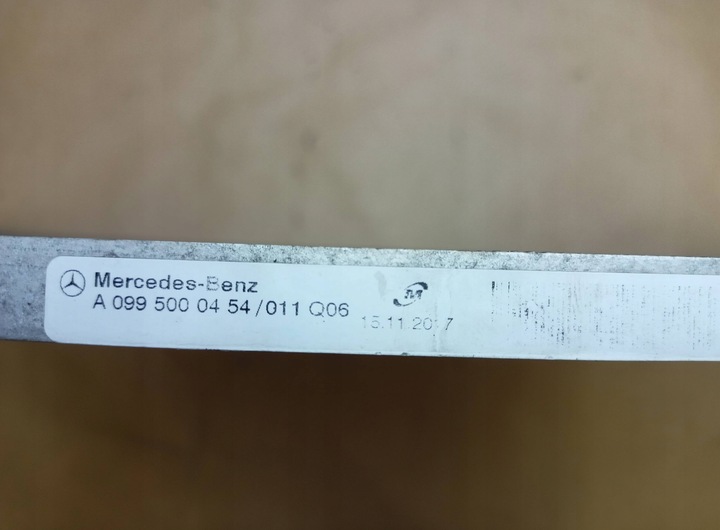 Mercedes-Benz
A 099 500 04 54/011 Q06
15.11.2017